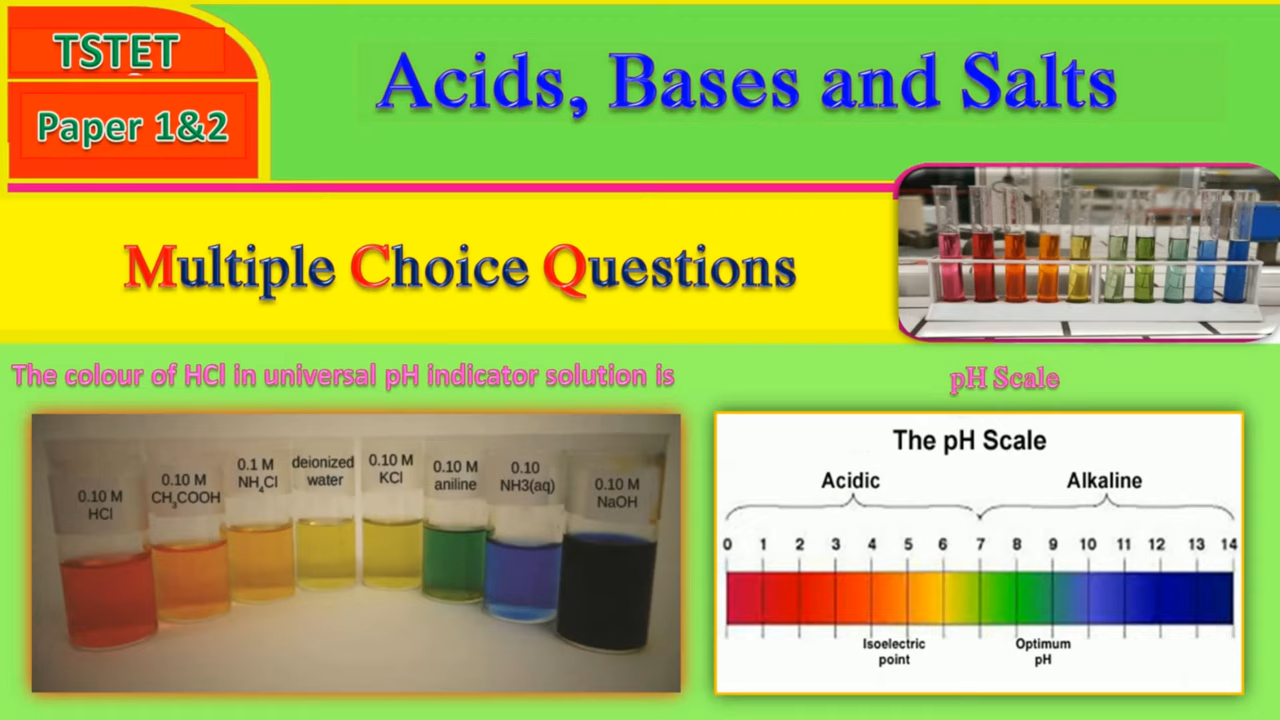 TSTET
Paper 1&2
Acids, Bases and Salts
Multiple Choice Questions
The colour of HCl in universal pH indicator solution is
0.10 M
HCl
0.10 M
CH₃COOH
0.1 M
NH₄Cl
deionized
water
0.10 M
KCl
0.10 M
aniline
0.10
NH3(aq)
0.10 M
NaOH
pH Scale
The pH Scale
Acidic
Alkaline
0 1 2 3 4 5 6 7 8 9 10 11 12 13 14
Isoelectric
point
Optimum
pH